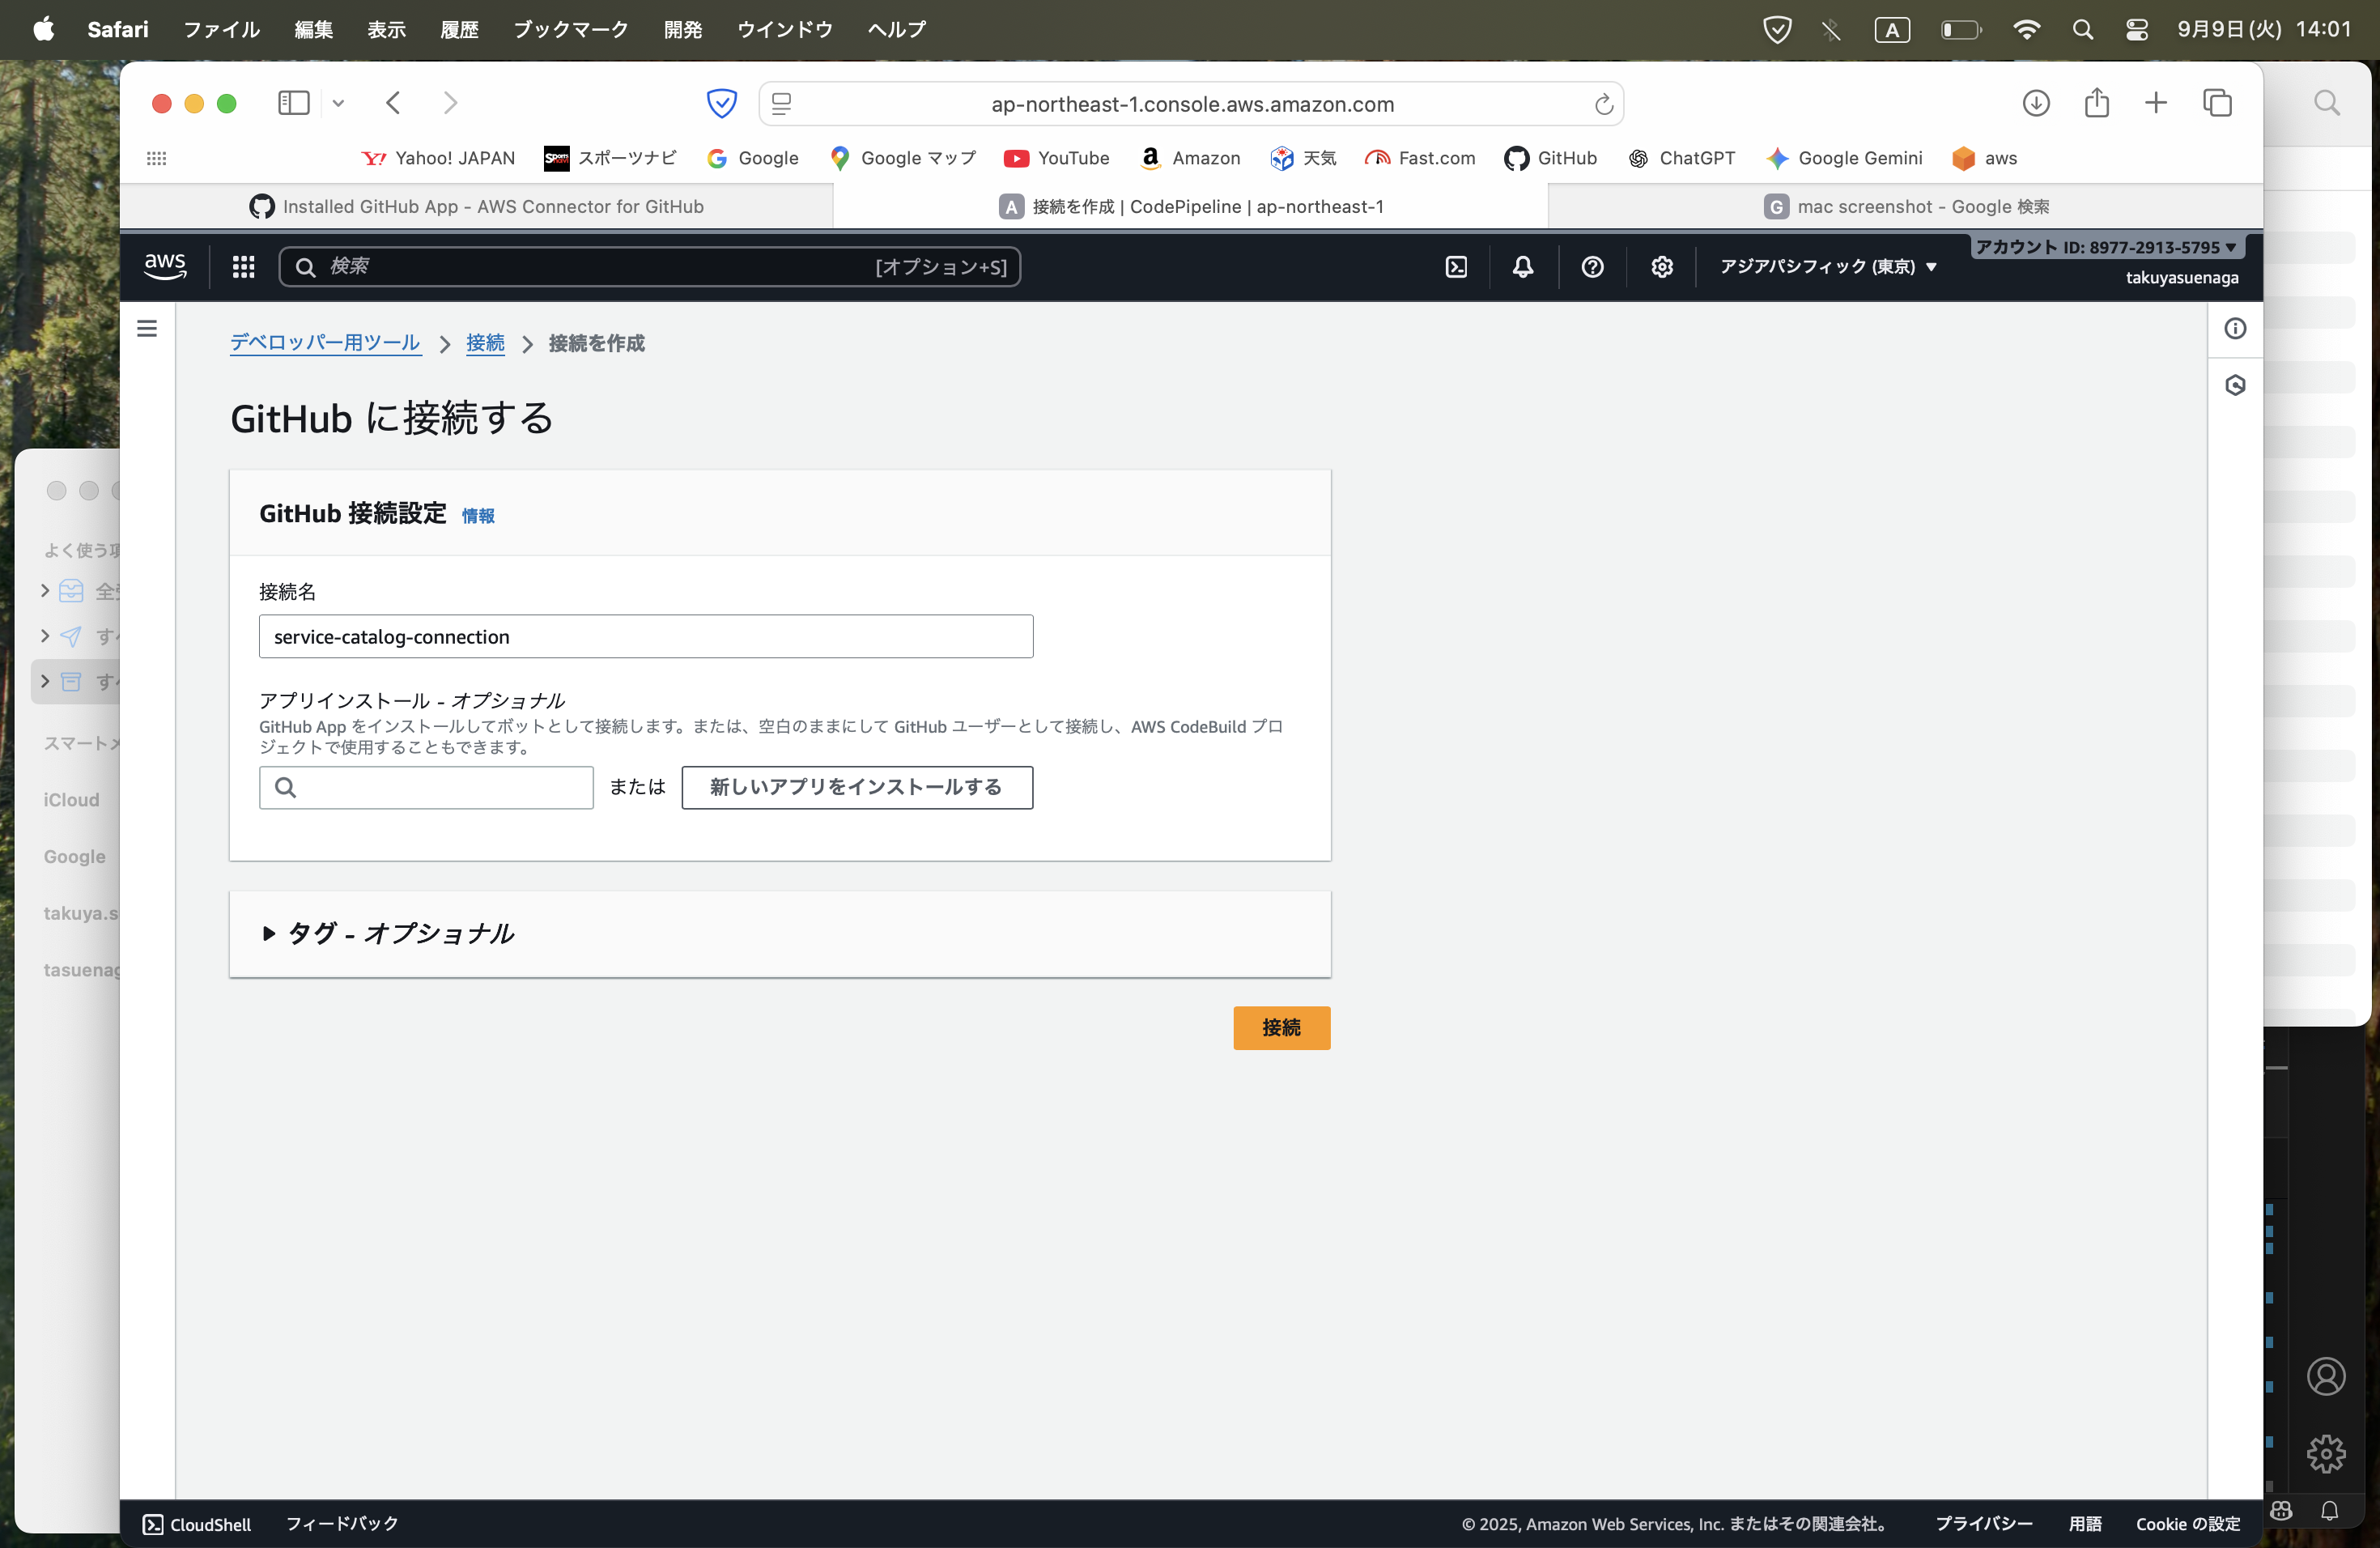 Safari ファイル 編集 表示 履歴 ブックマーク 開発 ウインドウ ヘルプ A 9月9日(火) 14:01
ap-northeast-1.console.aws.amazon.com
Yahoo! JAPAN スポーツナビ Google Google マップ YouTube Amazon 天気 Fast.com GitHub ChatGPT Google Gemini aws
Installed GitHub App - AWS Connector for GitHub
A 接続を作成 | CodePipeline | ap-northeast-1
G mac screenshot - Google 検索
aws 検索 [オプション+S] アジアパシフィック (東京) ▼
アカウント ID: 8977-2913-5795 ▼
takuyasuenaga
デベロッパー用ツール > 接続 > 接続を作成
GitHub に接続する
GitHub 接続設定 情報
接続名
service-catalog-connection
アプリインストール - オプショナル
GitHub App をインストールしてボットとして接続します。または、空白のままにして GitHub ユーザーとして接続し、AWS CodeBuild プロ
ジェクトで使用することもできます。
または 新しいアプリをインストールする
タグ - オプショナル
接続
よく使う項
全受
すべ
すべ
スマートメ
iCloud
Google
takuya.s
tasuenag
CloudShell フィードバック © 2025, Amazon Web Services, Inc. またはその関連会社。 プライバシー 用語 Cookie の設定